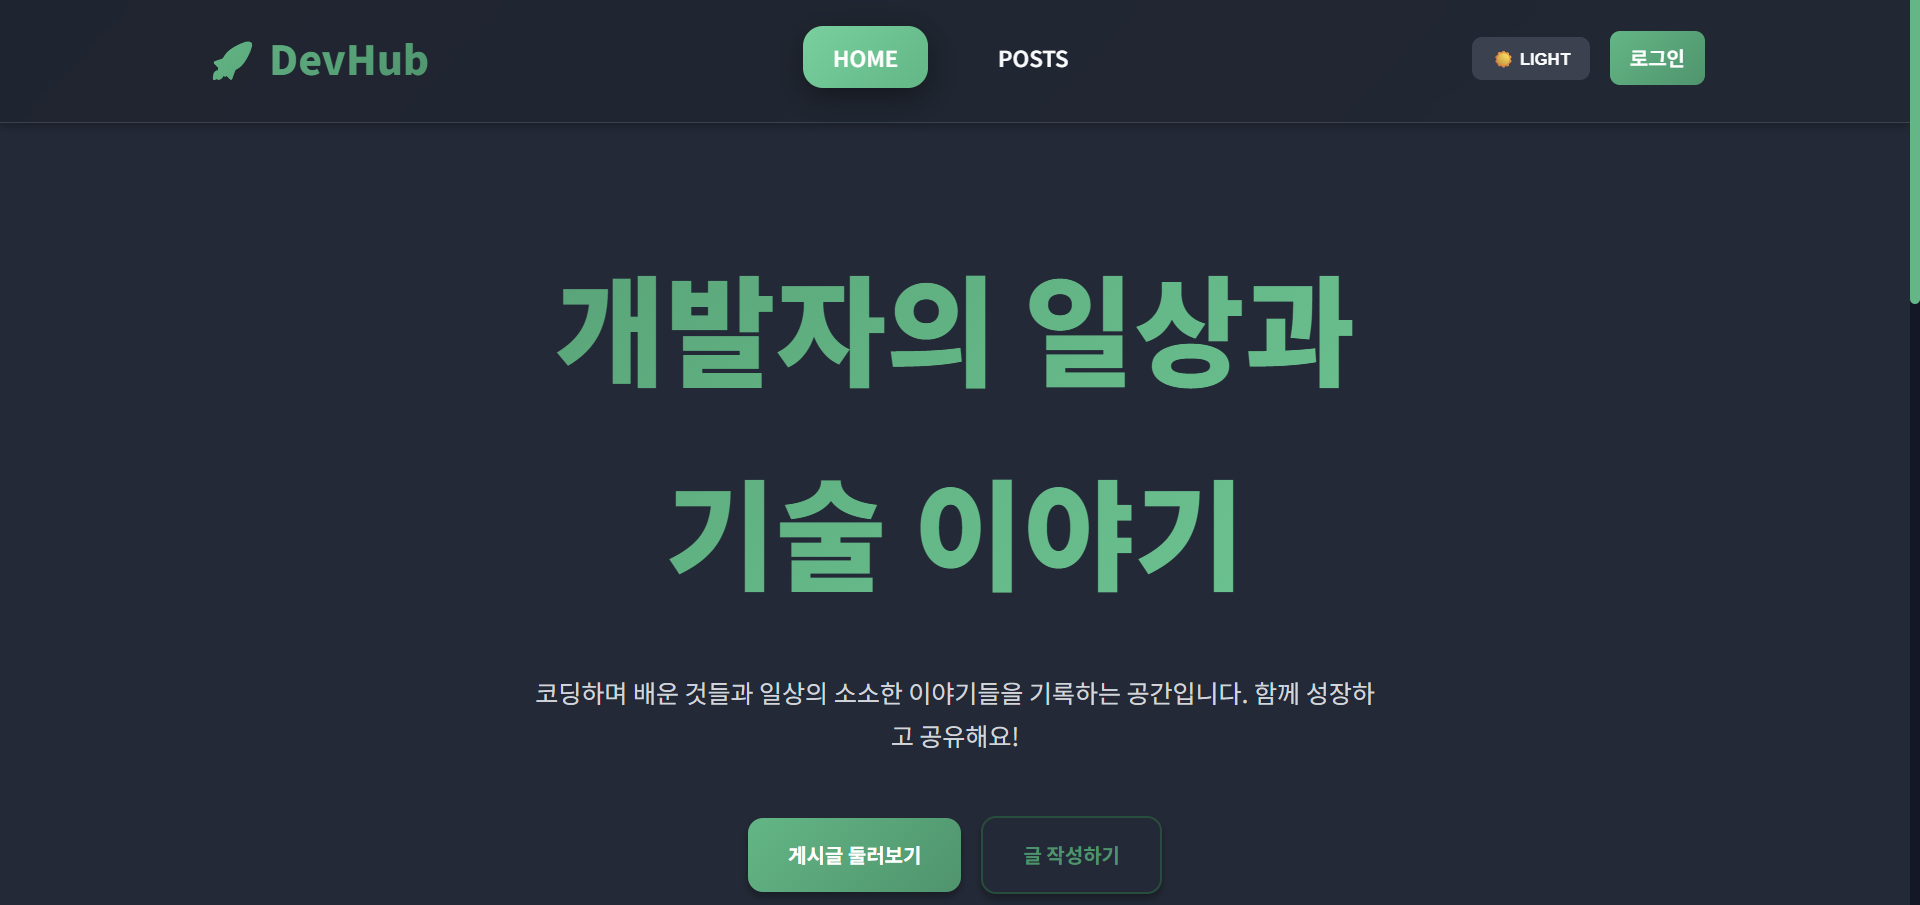 DevHub
HOME
POSTS
LIGHT
로그인
개발자의 일상과
기술 이야기
코딩하며 배운 것들과 일상의 소소한 이야기들을 기록하는 공간입니다. 함께 성장하
고 공유해요!
게시글 둘러보기
글 작성하기